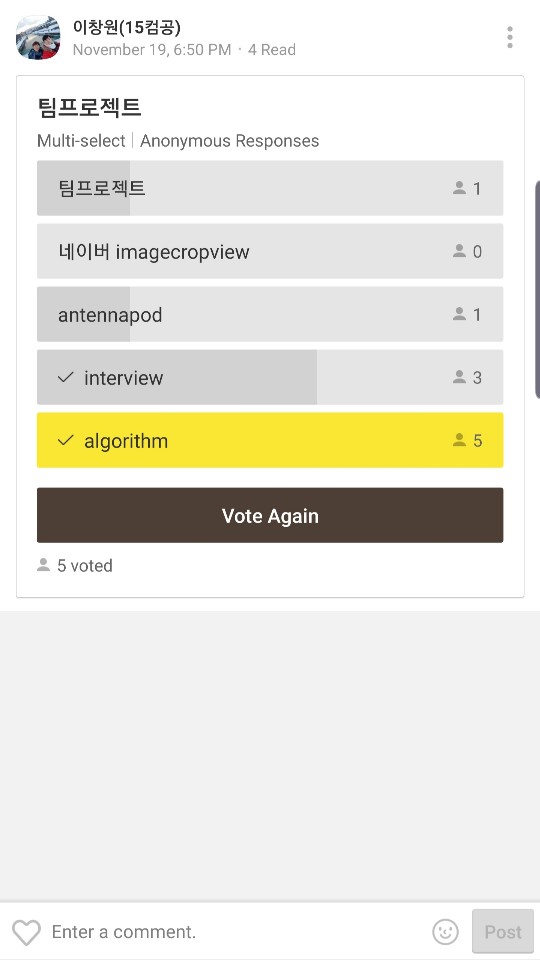 이창원(15컴공)
November 19, 6:50 PM · 4 Read
팀프로젝트
Multi-select | Anonymous Responses
팀프로젝트 1
네이버 imagecropview 0
antennapod 1
interview 3
algorithm 5
Vote Again
5 voted
Enter a comment. Post